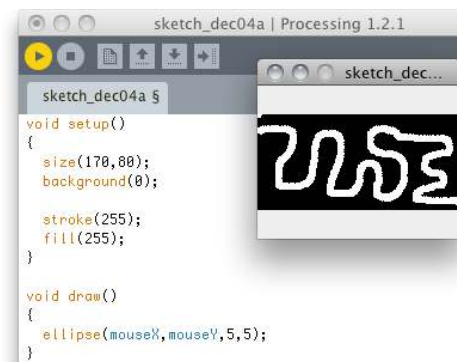 sketch_dec04a | Processing 1.2.1
sketch_dec...
sketch_dec04a §
void setup()
{
size(170,80);
background(0);
stroke(255);
fill(255);
}
void draw()
{
ellipse(mouseX,mouseY,5,5);
}